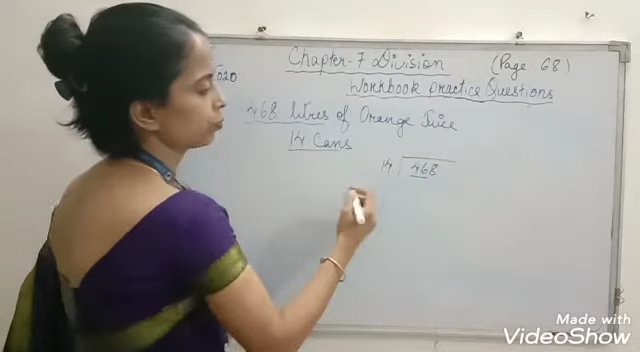 Chapter-7 Division (Page 68)
020
Workbook practice Questions
468 litres of Orange Juice
14 Cans
14 468
Made with
VideoShow